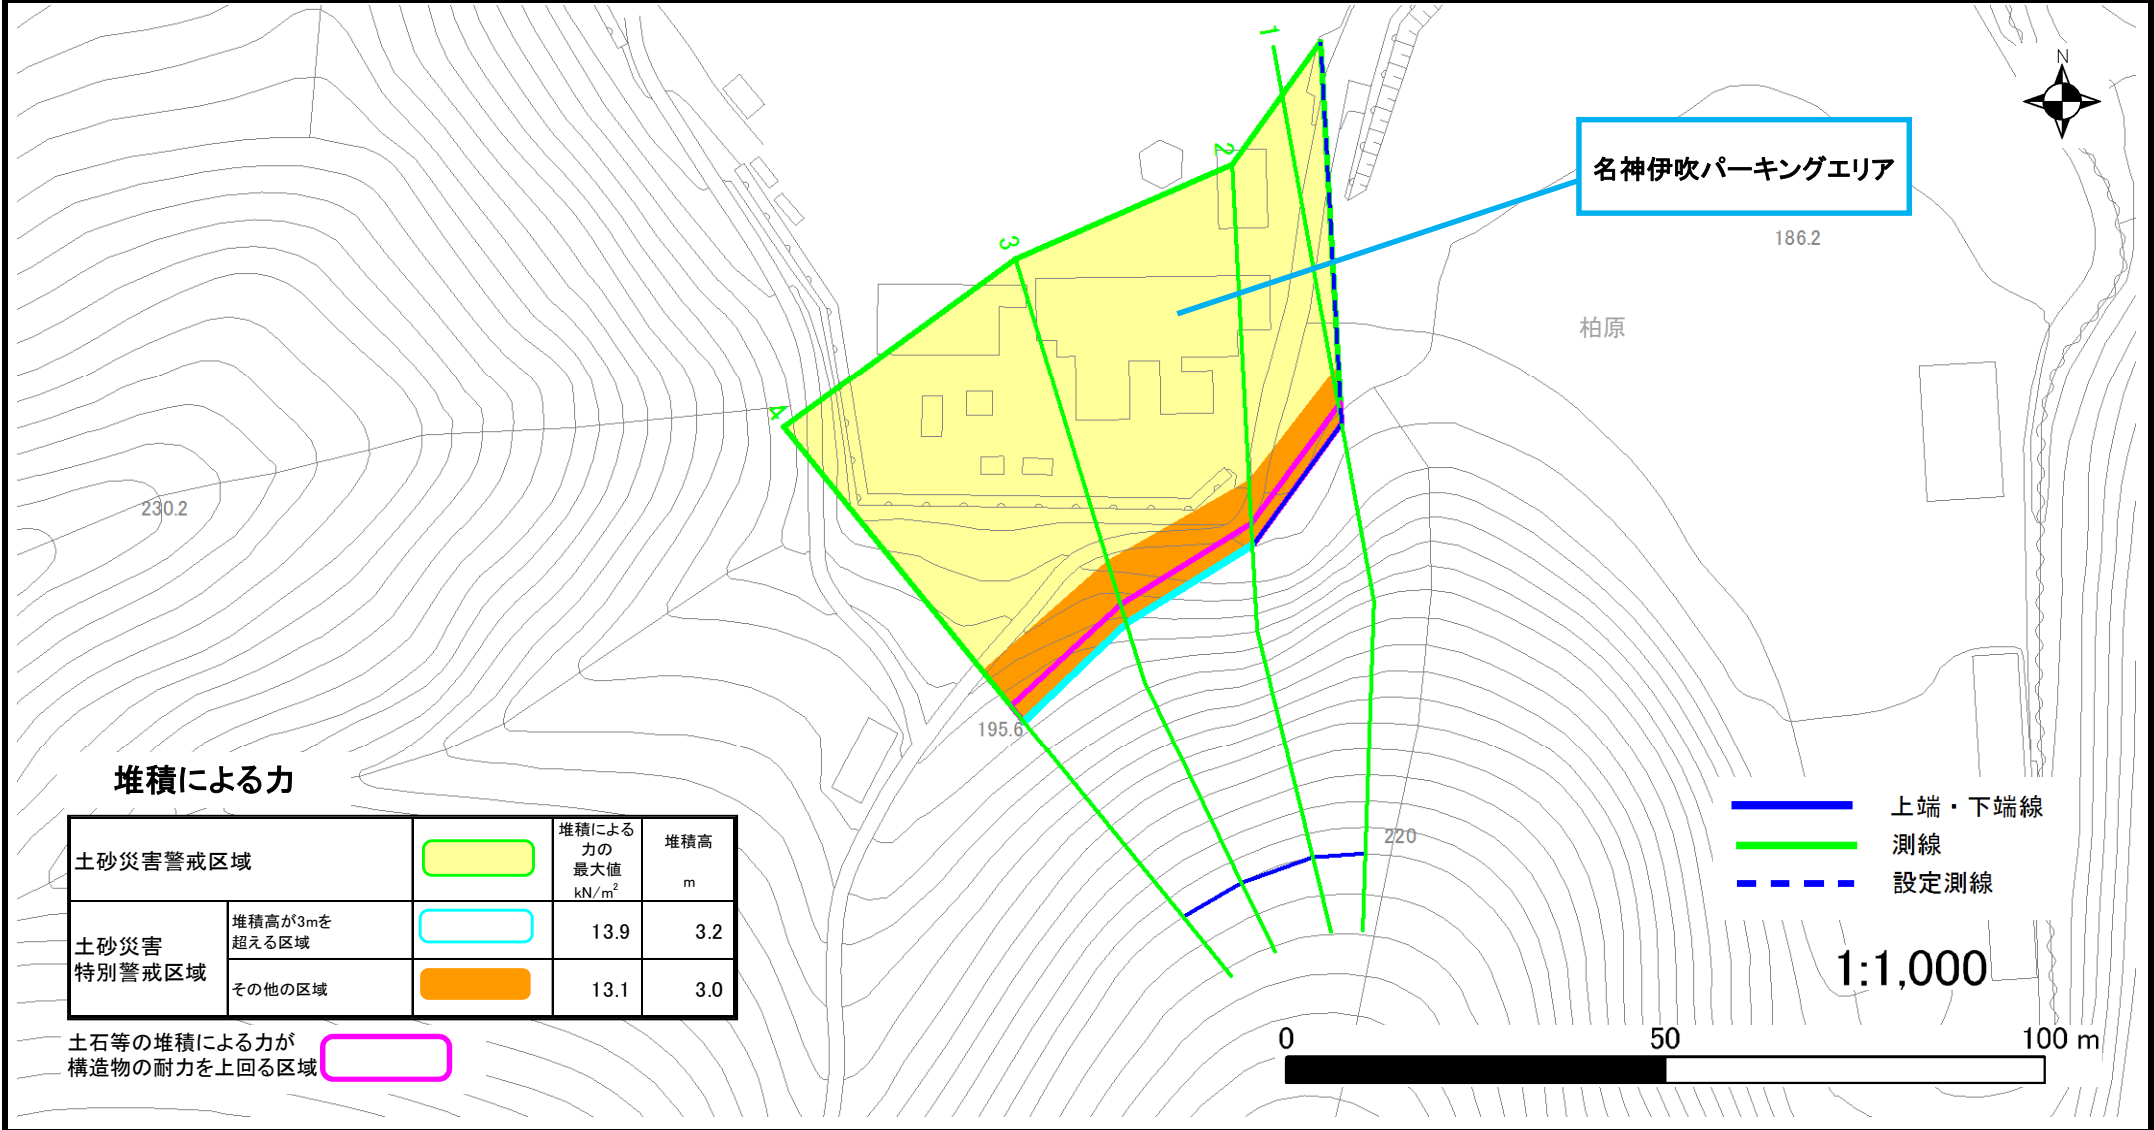 1
N
2
名神伊吹パーキングエリア
3
186.2
柏原
4
230.2
195.6
220
堆積による力
土砂災害警戒区域
堆積による
力の
最大値
kN/m²
堆積高
m
土砂災害
特別警戒区域
堆積高が3mを
超える区域
13.9
3.2
その他の区域
13.1
3.0
土石等の堆積による力が
構造物の耐力を上回る区域
上端・下端線
測線
設定測線
1:1,000
0
50
100 m